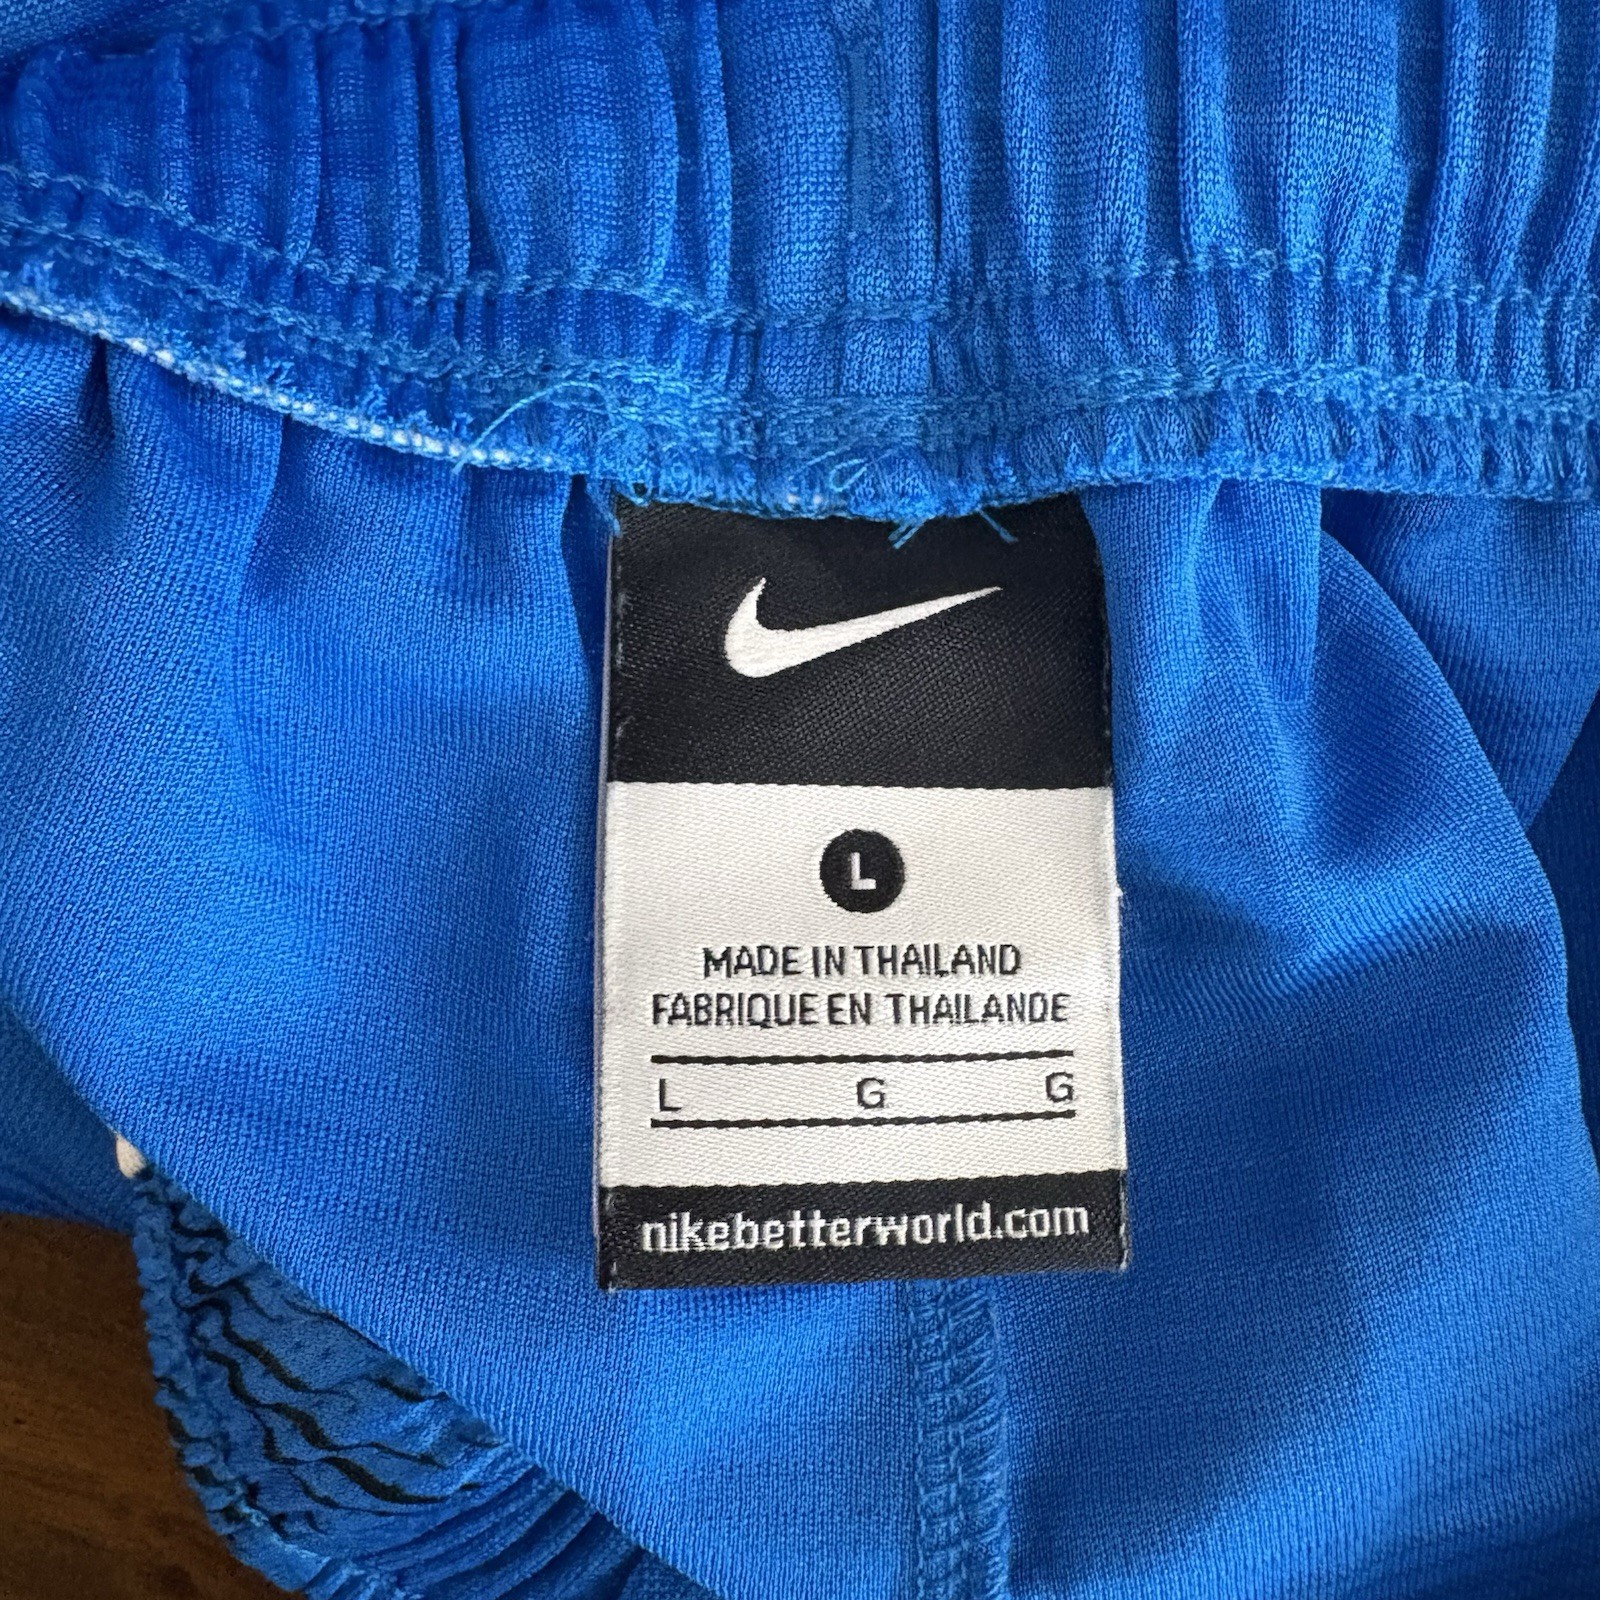 L
MADE IN THAILAND
FABRIQUE EN THAILANDE
L G G
nikebetterworld.com